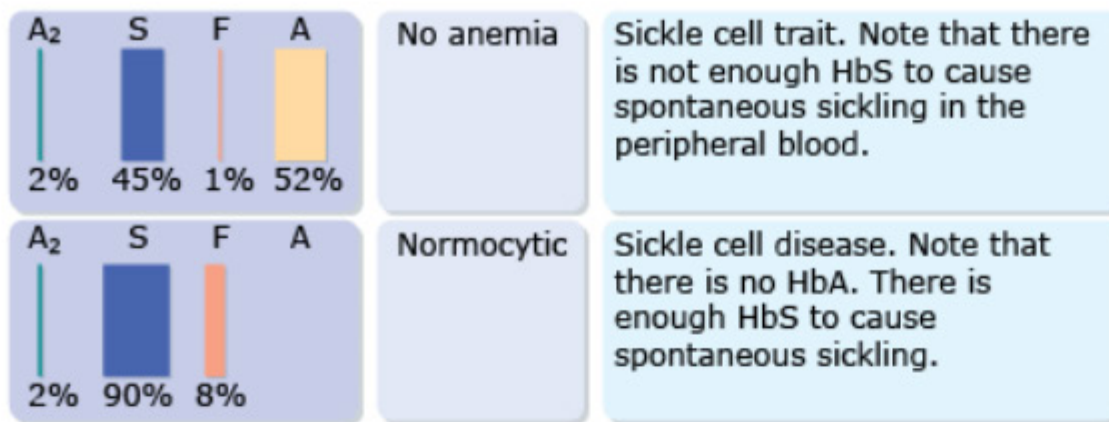 A₂ S F A
2% 45% 1% 52%
No anemia
Sickle cell trait. Note that there
is not enough HbS to cause
spontaneous sickling in the
peripheral blood.
A₂ S F A
2% 90% 8%
Normocytic
Sickle cell disease. Note that
there is no HbA. There is
enough HbS to cause
spontaneous sickling.